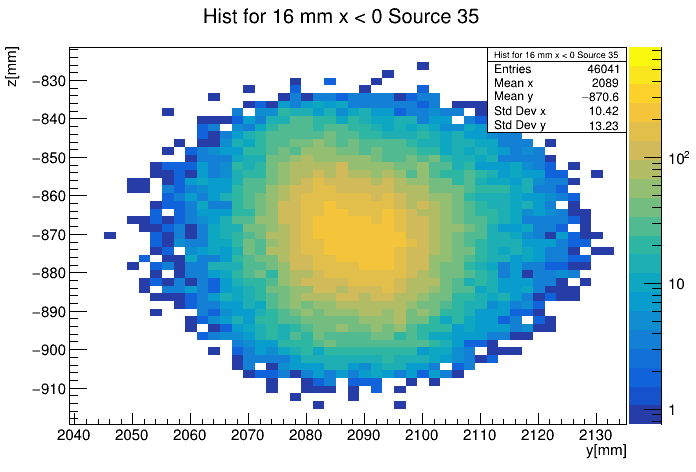 Hist for 16 mm x < 0 Source 35
z[mm]
Hist for 16 mm x < 0 Source 35
Entries 46041
Mean x 2089
Mean y −870.6
Std Dev x 10.42
Std Dev y 13.23
−830
−840
−850
−860
−870
−880
−890
−900
−910
10²
10
1
2040 2050 2060 2070 2080 2090 2100 2110 2120 2130
y[mm]